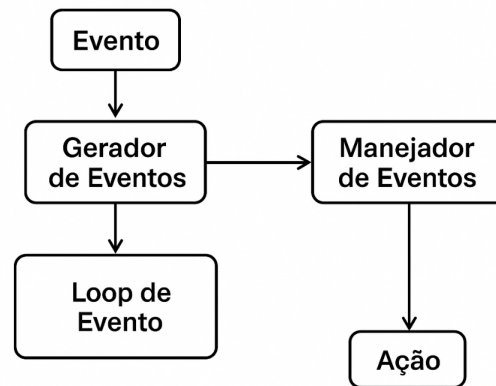 Evento
Gerador
de Eventos
Manejador
de Eventos
Loop de
Evento
Ação